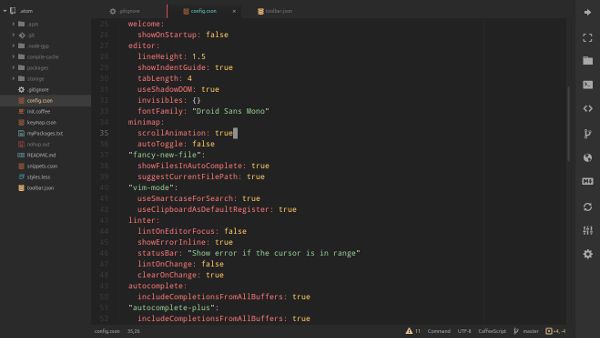 .atom
.apm
.git
.node-gyp
compile-cache
packages
storage
.gitignore
config.cson
init.coffee
keymap.cson
myPackages.txt
nohup.out
README.md
snippets.cson
styles.less
toolbar.json
.gitignore
config.cson
toolbar.json
25 welcome:
26 showOnStartup: false
27 editor:
28 lineHeight: 1.5
29 showIndentGuide: true
30 tabLength: 4
31 useShadowDOM: true
32 invisibles: {}
33 fontFamily: "Droid Sans Mono"
34 minimap:
35 scrollAnimation: true
36 autoToggle: false
37 "fancy-new-file":
38 showFilesInAutoComplete: true
39 suggestCurrentFilePath: true
40 "vim-mode":
41 useSmartcaseForSearch: true
42 useClipboardAsDefaultRegister: true
43 linter:
44 lintOnEditorFocus: false
45 showErrorInline: true
46 statusBar: "Show error if the cursor is in range"
47 lintOnChange: false
48 clearOnChange: true
49 autocomplete:
50 includeCompletionsFromAllBuffers: true
51 "autocomplete-plus":
52 includeCompletionsFromAllBuffers: true
config.cson 35,26 11 Command UTF-8 CoffeeScript master +4, -4